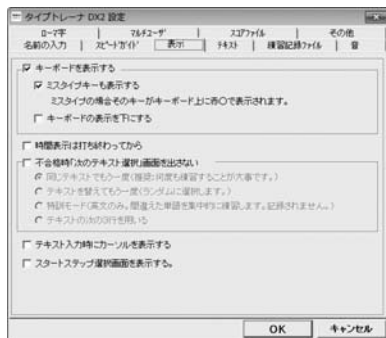 タイプトレーナ DX2 設定
ローマ字 | マルチユーザ | スコアファイル | その他
名前の入力 | スピードガイド | 表示 | テキスト | 練習記録ファイル | 音
キーボードを表示する
ミスタイプキーも表示する
ミスタイプの場合そのキーがキーボード上に赤○で表示されます。
キーボードの表示を下にする
時間表示は打ち終わってから
不合格時「次のテキスト選択」画面を出さない
同じテキストでもう一度(推奨:何度も練習することが大事です。)
テキストを替えてもう一度(ランダムに選択します。)
特訓モード(英文のみ。間違えた単語を集中的に練習します。記録されません。)
テキストの次の3行を用いる
テキスト入力時にカーソルを表示する
スタートステップ選択画面を表示する。
OK キャンセル